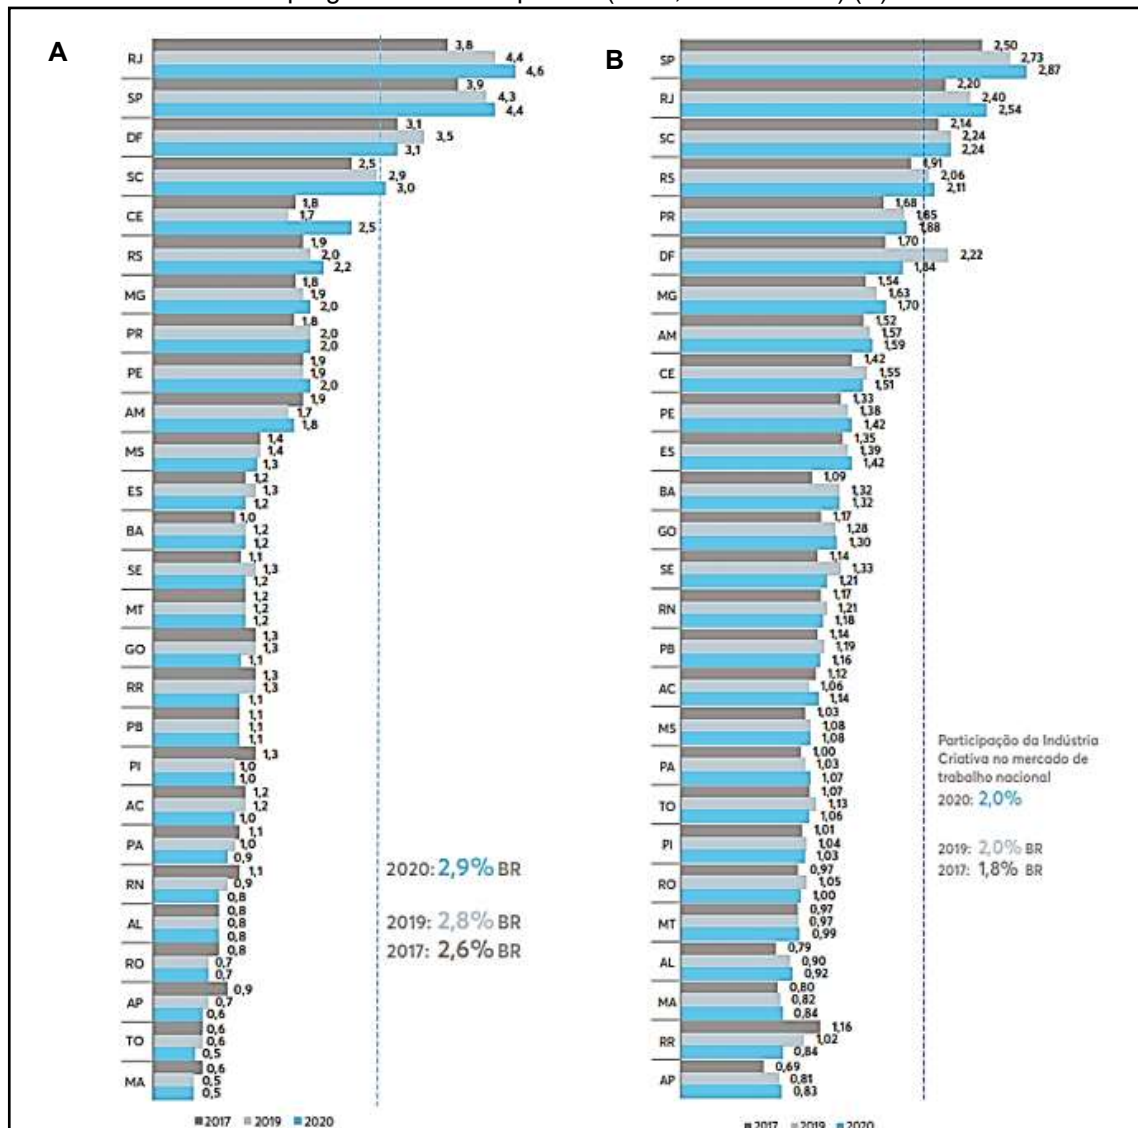 A
RJ
3,8
4,4
4,6
SP
3,9
4,3
4,4
DF
3,1
3,5
3,1
SC
2,5
2,9
3,0
CE
1,8
1,7
2,5
RS
1,9
2,0
2,2
MG
1,8
1,9
2,0
PR
1,8
2,0
2,0
PE
1,9
1,9
2,0
AM
1,9
1,7
1,8
MS
1,4
1,4
1,3
ES
1,2
1,3
1,2
BA
1,0
1,2
1,2
SE
1,1
1,3
1,2
MT
1,2
1,2
1,2
GO
1,3
1,3
1,1
RR
1,3
1,3
1,1
PB
1,1
1,1
1,1
PI
1,3
1,0
1,0
AC
1,2
1,2
1,0
PA
1,1
1,0
0,9
RN
1,1
0,9
0,8
AL
0,8
0,8
0,8
RO
0,8
0,7
0,7
AP
0,9
0,7
0,6
TO
0,6
0,6
0,5
MA
0,6
0,5
0,5
2020: 2,9% BR
2019: 2,8% BR
2017: 2,6% BR
2017 2019 2020
B
SP
2,50
2,73
2,87
RJ
2,20
2,40
2,54
SC
2,14
2,24
2,24
RS
1,91
2,06
2,11
PR
1,68
1,85
1,88
DF
1,70
2,22
1,84
MG
1,54
1,63
1,70
AM
1,52
1,57
1,59
CE
1,42
1,55
1,51
PE
1,33
1,38
1,42
ES
1,35
1,39
1,42
BA
1,09
1,32
1,32
GO
1,17
1,28
1,30
SE
1,14
1,33
1,21
RN
1,17
1,21
1,18
PB
1,14
1,19
1,16
AC
1,12
1,06
1,14
MS
1,03
1,08
1,08
PA
1,00
1,03
1,07
TO
1,07
1,13
1,06
PI
1,01
1,04
1,03
RO
0,97
1,05
1,00
MT
0,97
0,97
0,99
AL
0,79
0,90
0,92
MA
0,80
0,82
0,84
RR
1,16
1,02
0,84
AP
0,69
0,81
0,83
Participação da Indústria
Criativa no mercado de
trabalho nacional
2020: 2,0%
2019: 2,0% BR
2017: 1,8% BR
2017 2019 2020